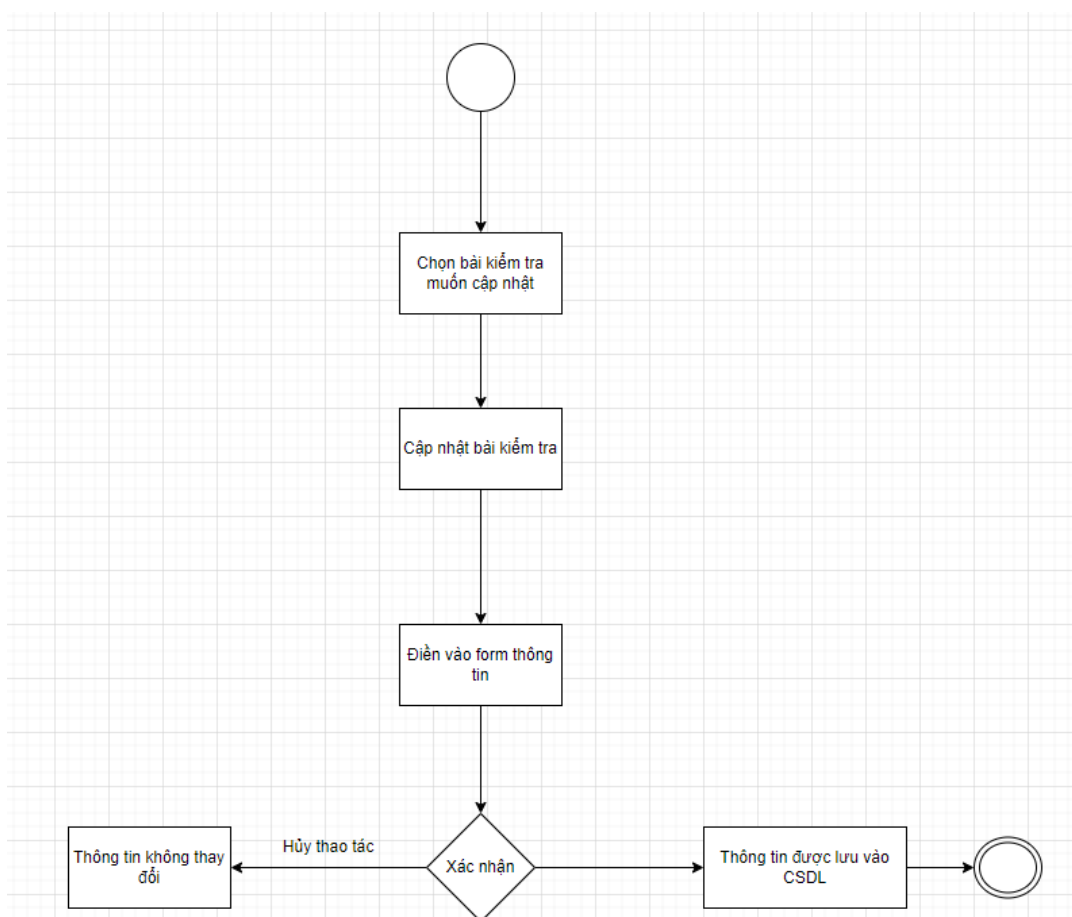 Chọn bài kiểm tra
muốn cập nhật
Cập nhật bài kiểm tra
Điền vào form thông
tin
Hủy thao tác
Thông tin không thay
đổi
Xác nhận
Thông tin được lưu vào
CSDL